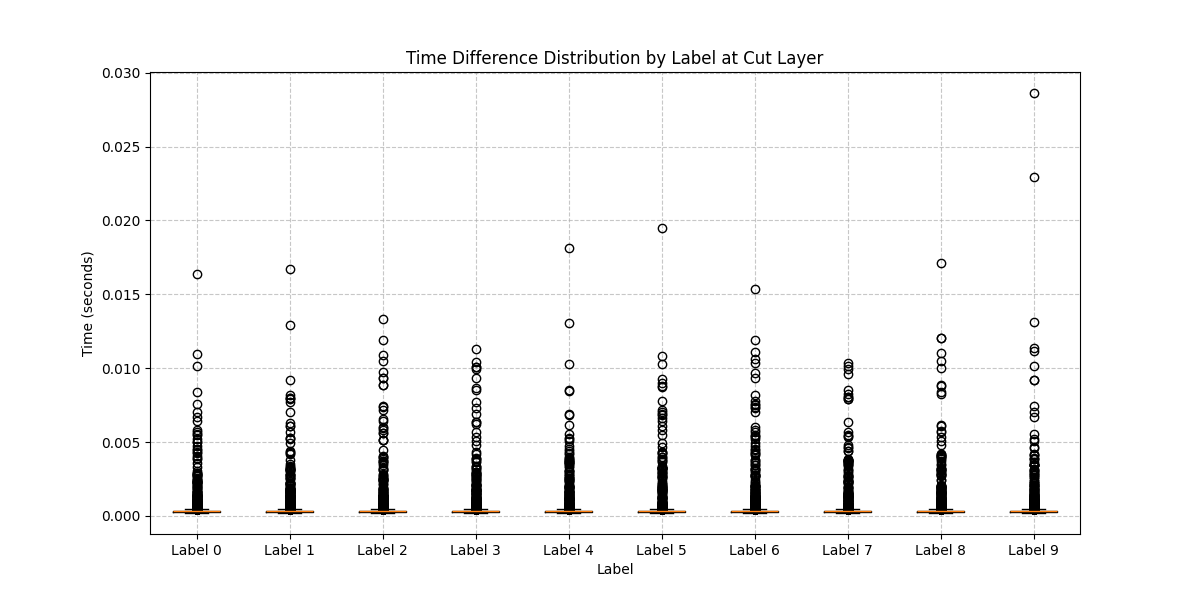 Time Difference Distribution by Label at Cut Layer
0.030
0.025
0.020
0.015
0.010
0.005
0.000
Time (seconds)
Label 0 Label 1 Label 2 Label 3 Label 4 Label 5 Label 6 Label 7 Label 8 Label 9
Label